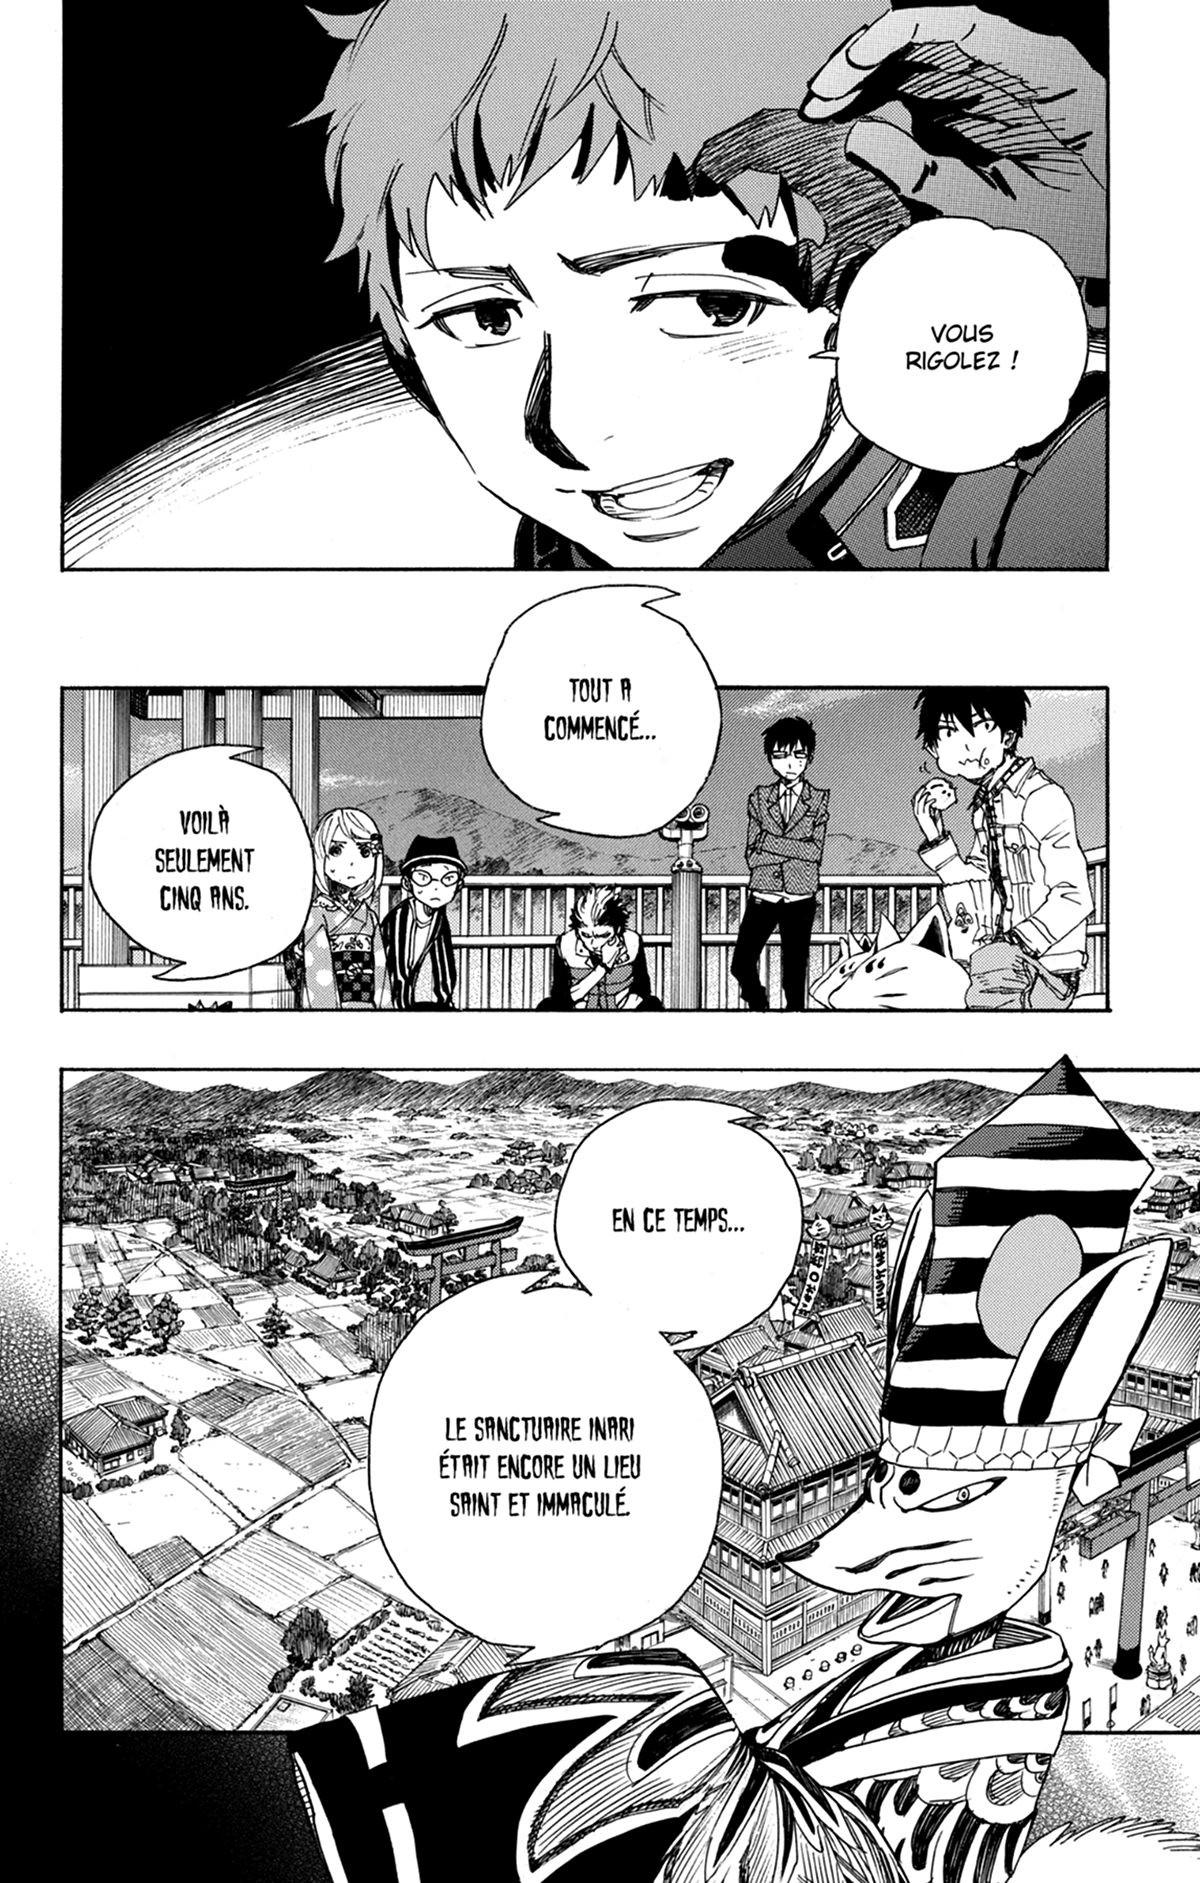 VOUS
RIGOLEZ !
TOUT A
COMMENCÉ...
VOILÀ
SEULEMENT
CINQ ANS.
EN CE TEMPS...
LE SANCTUAIRE INARI
ÉTAIT ENCORE UN LIEU
SAINT ET IMMACULÉ.